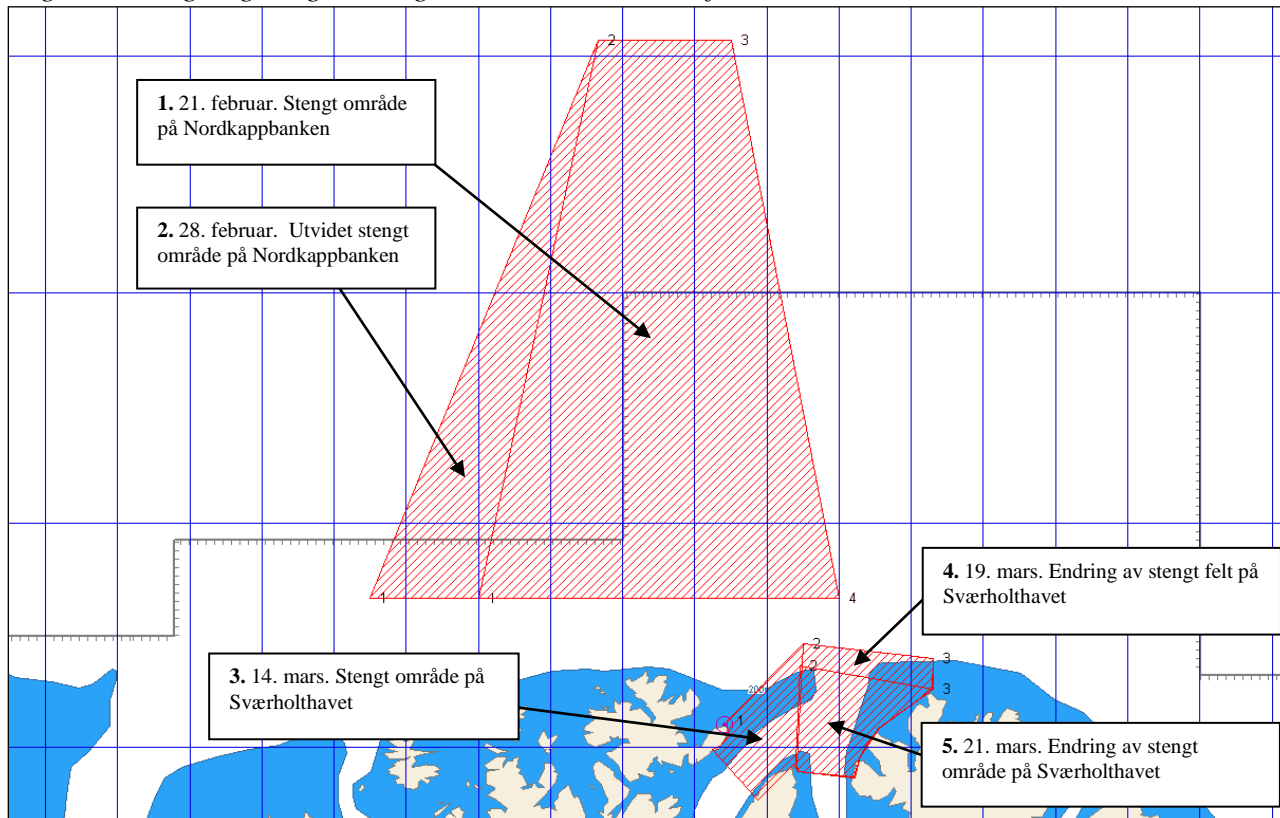 2
3
1. 21. februar. Stengt område
på Nordkappbanken
2. 28. februar. Utvidet stengt
område på Nordkappbanken
1
1
4
4. 19. mars. Endring av stengt felt på
Sværholthavet
3. 14. mars. Stengt område på
Sværholthavet
2
2
3
3
200
1
5. 21. mars. Endring av stengt
område på Sværholthavet